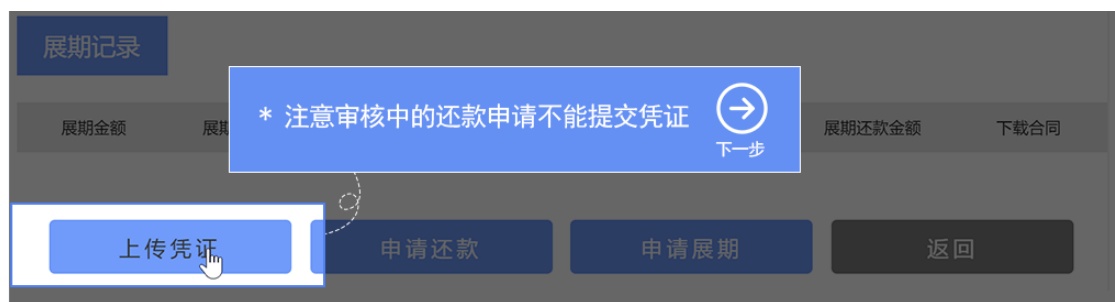 展期记录
* 注意审核中的还款申请不能提交凭证
下一步
展期金额 展期 展期还款金额 下载合同
上传凭证 申请还款 申请展期 返回